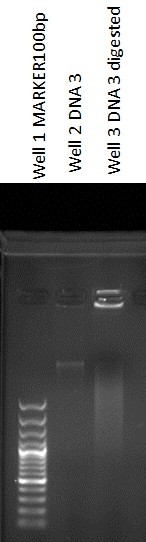 Well 1 MARKER100bp
Well 2 DNA 3
Well 3 DNA 3 digested